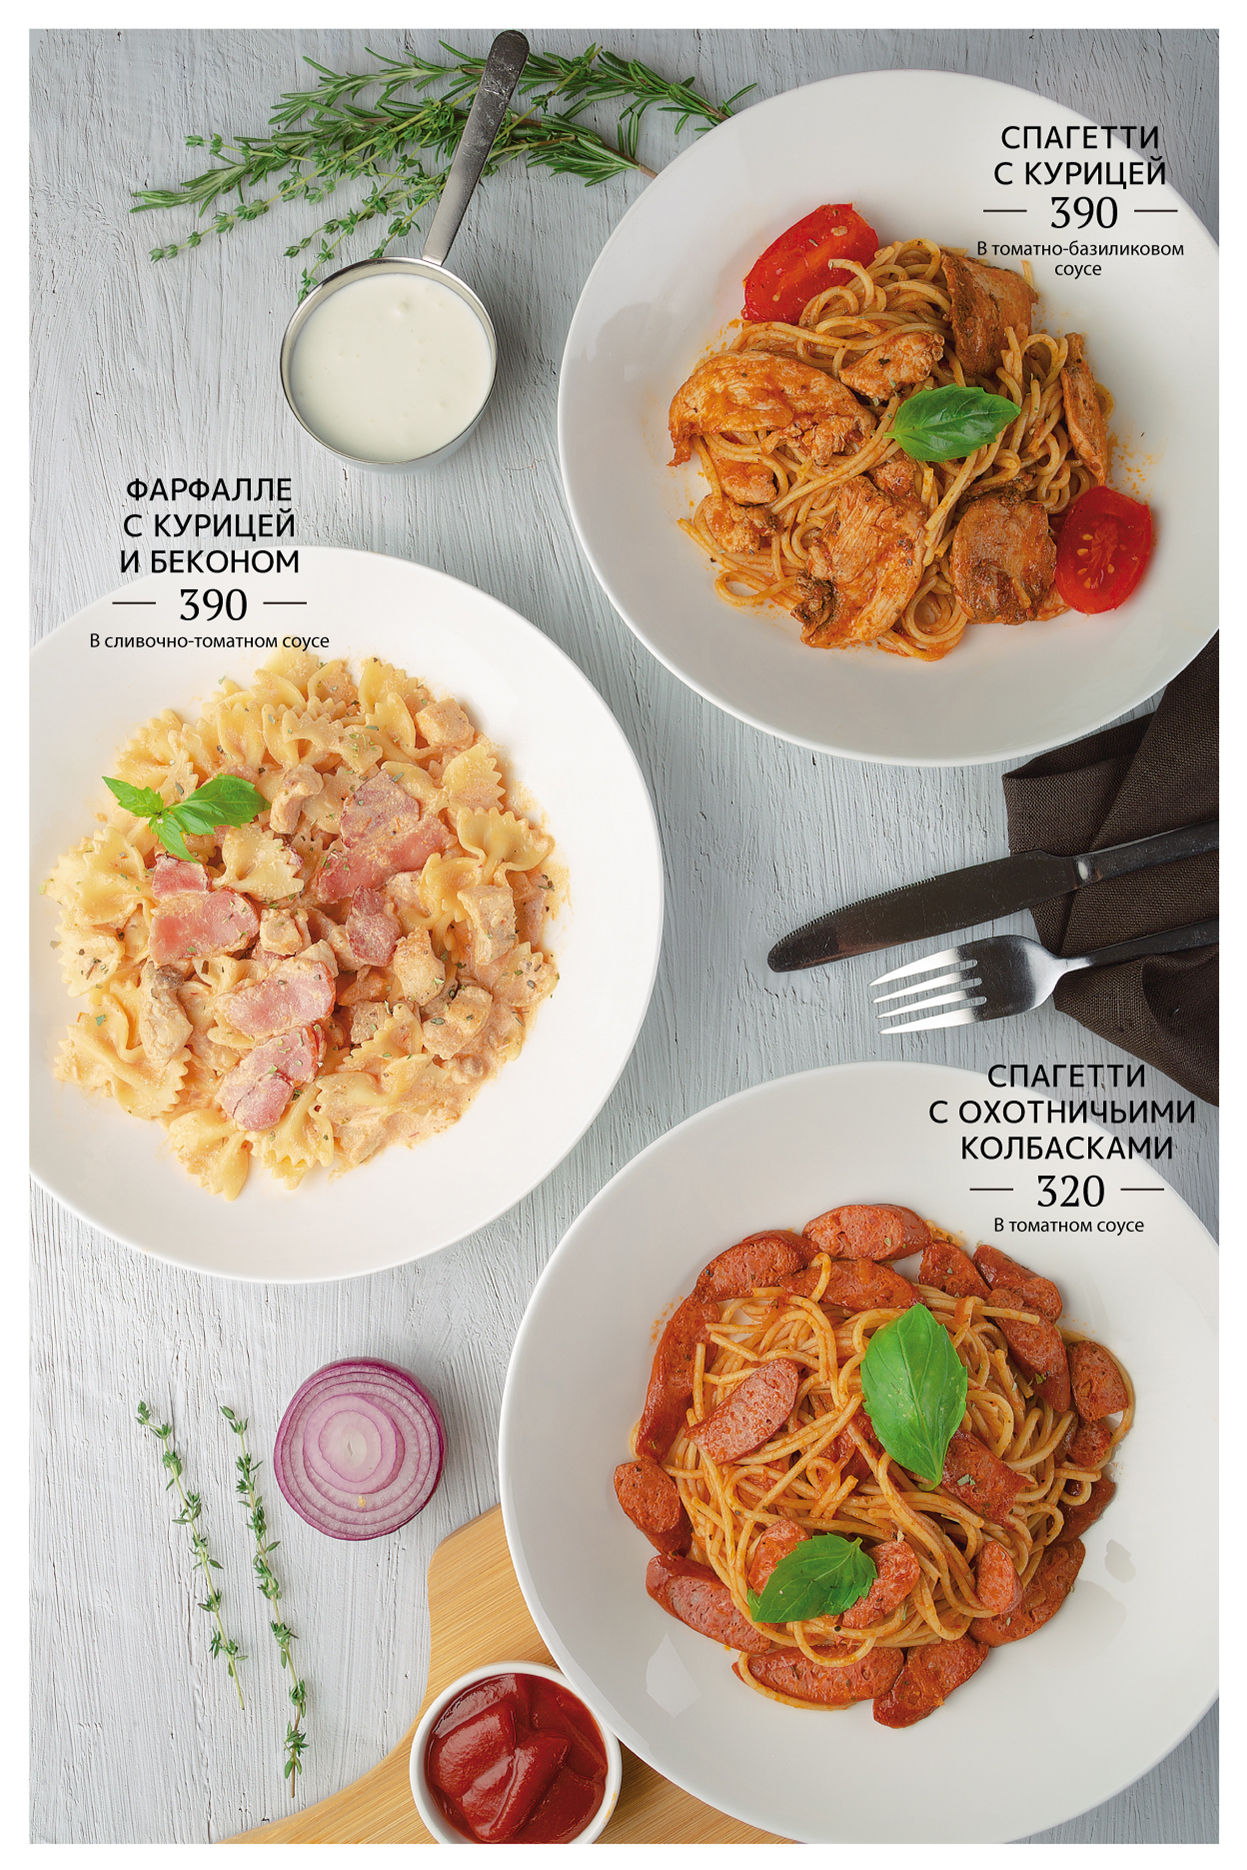 СПАГЕТТИ
С КУРИЦЕЙ
390
В томатно-базиликовом
соусе
ФАРФАЛЛЕ
С КУРИЦЕЙ
И БЕКОНОМ
390
В сливочно-томатном соусе
СПАГЕТТИ
С ОХОТНИЧЬИМИ
КОЛБАСКАМИ
320
В томатном соусе